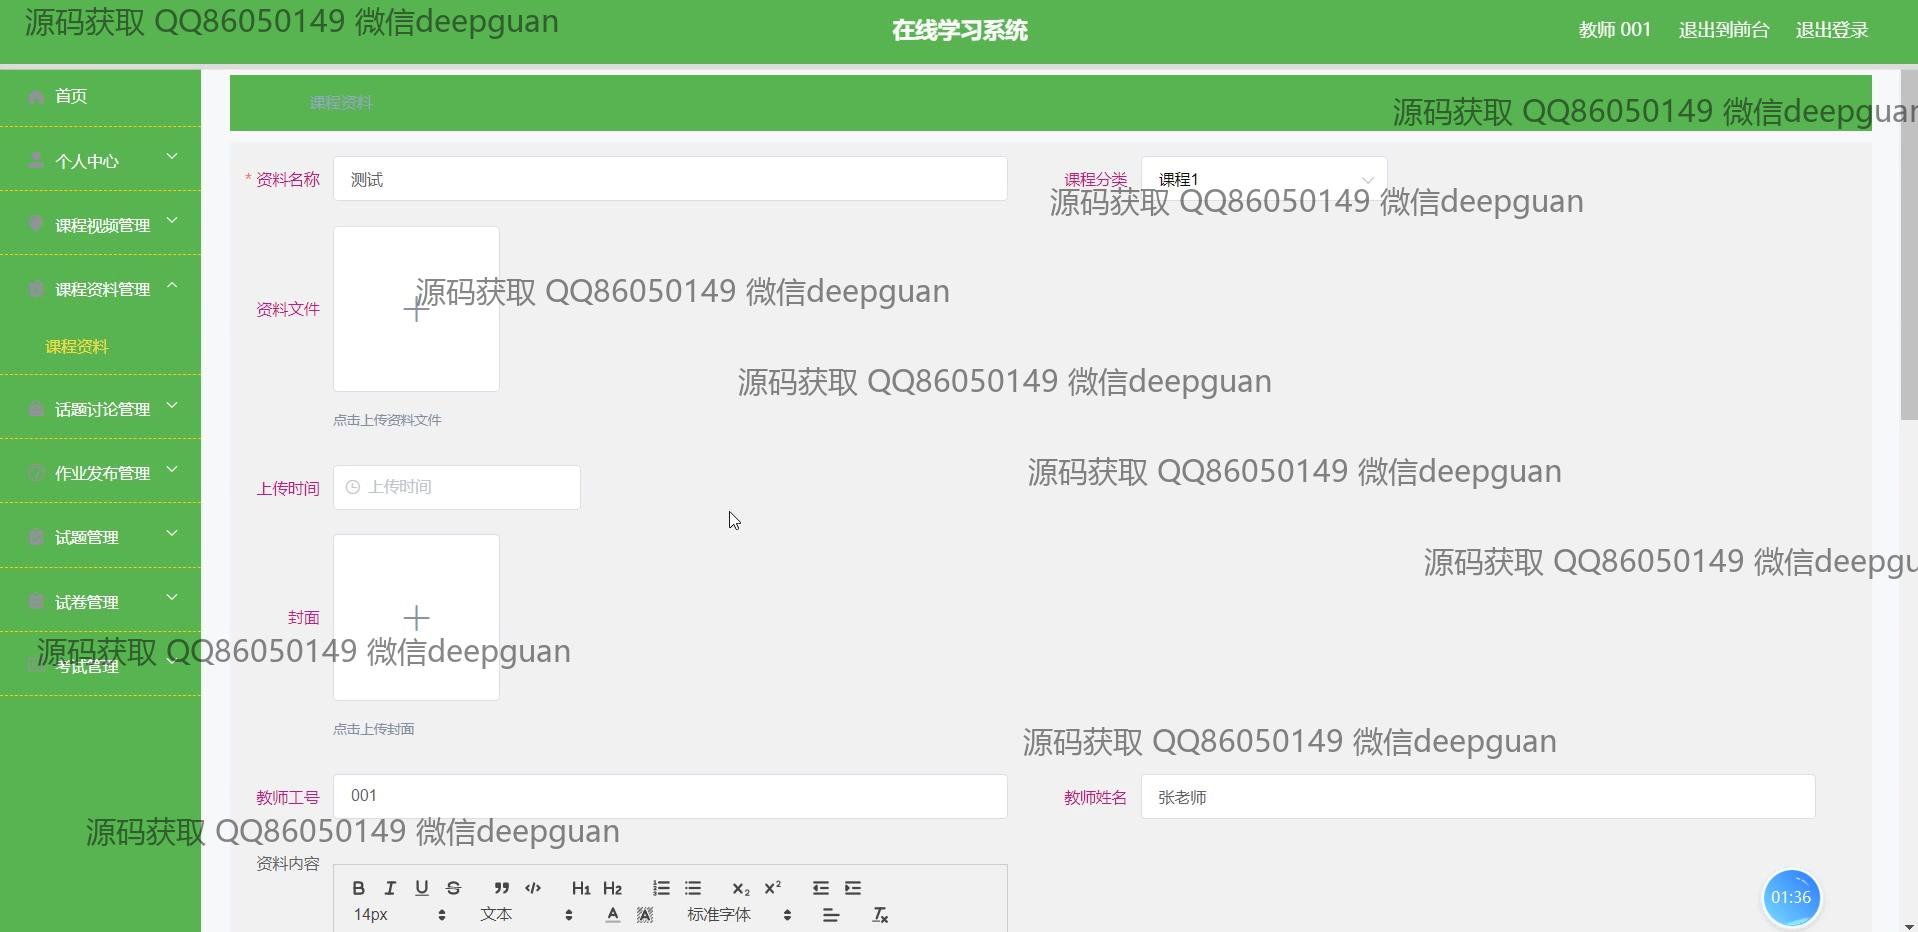 源码获取 QQ86050149 微信deepguan
在线学习系统
教师 001 退出到前台 退出登录
首页
课程资料
源码获取 QQ86050149 微信deepguan
个人中心
* 资料名称 测试 课程分类 课程1
源码获取 QQ86050149 微信deepguan
课程视频管理
课程资料管理
源码获取 QQ86050149 微信deepguan
资料文件
课程资料
源码获取 QQ86050149 微信deepguan
话题讨论管理
点击上传资料文件
作业发布管理
源码获取 QQ86050149 微信deepguan
上传时间 上传时间
试题管理
源码获取 QQ86050149 微信deepgu
试卷管理
封面
源码获取 QQ86050149 微信deepguan
考试管理
点击上传封面
源码获取 QQ86050149 微信deepguan
教师工号 001 教师姓名 张老师
源码获取 QQ86050149 微信deepguan
资料内容
B I U S ” </> H1 H2 x2 x2
14px 文本 A A 标准字体 Tx
01:36